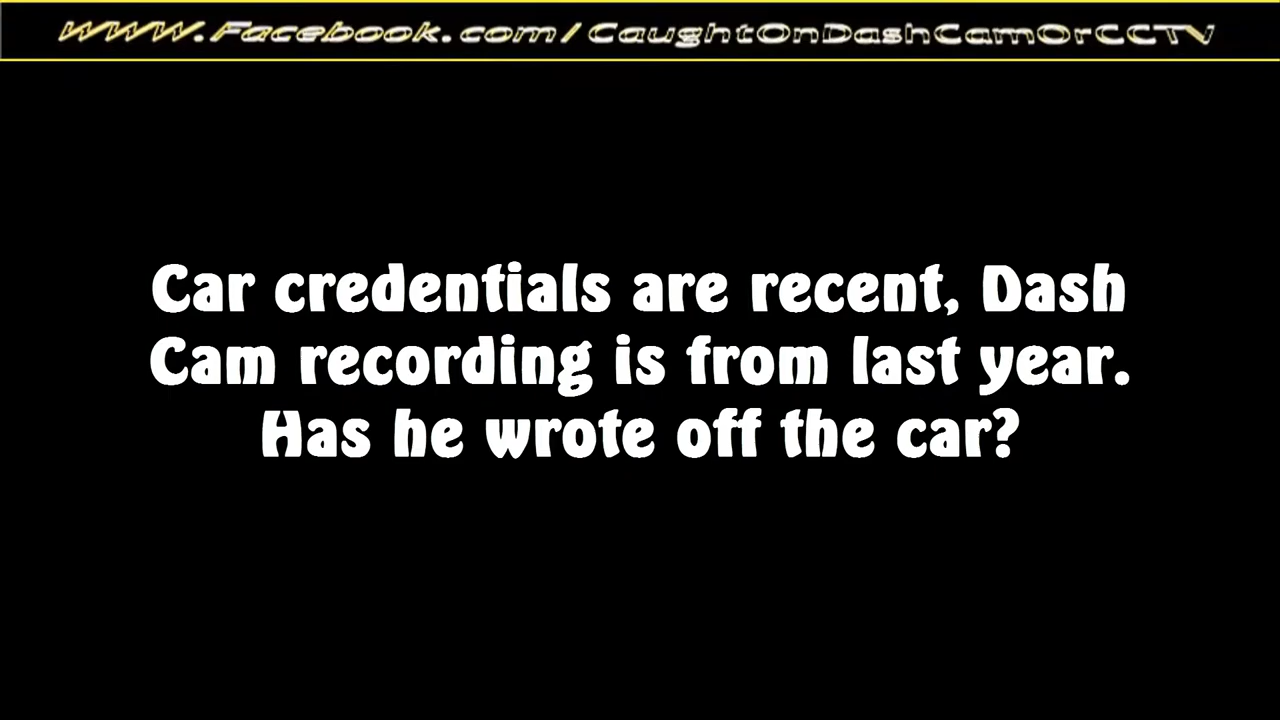 WWW.Facebook.com/CaughtOnDashCamOrCCTV
Car credentials are recent, Dash
Cam recording is from last year.
Has he wrote off the car?